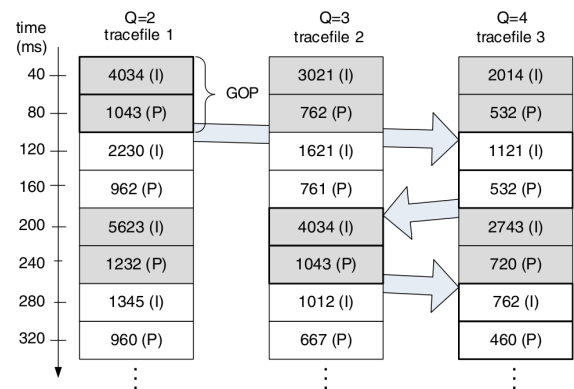 time
(ms)
Q=2
tracefile 1
Q=3
tracefile 2
Q=4
tracefile 3
40
4034 (I)
3021 (I)
2014 (I)
GOP
80
1043 (P)
762 (P)
532 (P)
120
2230 (I)
1621 (I)
1121 (I)
160
962 (P)
761 (P)
532 (P)
200
5623 (I)
4034 (I)
2743 (I)
240
1232 (P)
1043 (P)
720 (P)
280
1345 (I)
1012 (I)
762 (I)
320
960 (P)
667 (P)
460 (P)